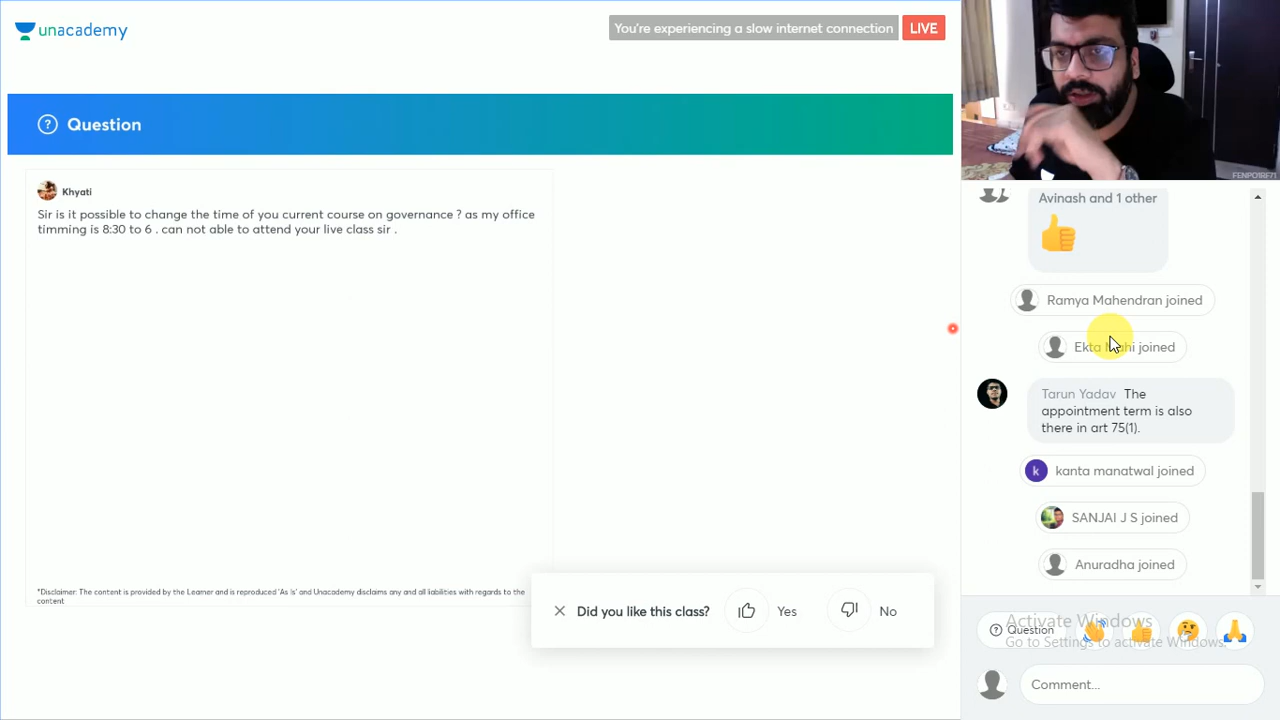 unacademy
You're experiencing a slow internet connection
LIVE
Question
Khyati
Sir is it possible to change the time of you current course on governance ? as my office
timming is 8:30 to 6 . can not able to attend your live class sir .
*Disclaimer: The content is provided by the Learner and is reproduced 'As Is' and Unacademy disclaims any and all liabilities with regards to the
content
Did you like this class?
Yes
No
FENPO1RF71
Avinash and 1 other
Ramya Mahendran joined
Ekta joined
Tarun Yadav The
appointment term is also
there in art 75(1).
k
kanta manatwal joined
SANJAI J S joined
Anuradha joined
Activate Windows
Question
Go to Settings to activate Windows.
Comment...